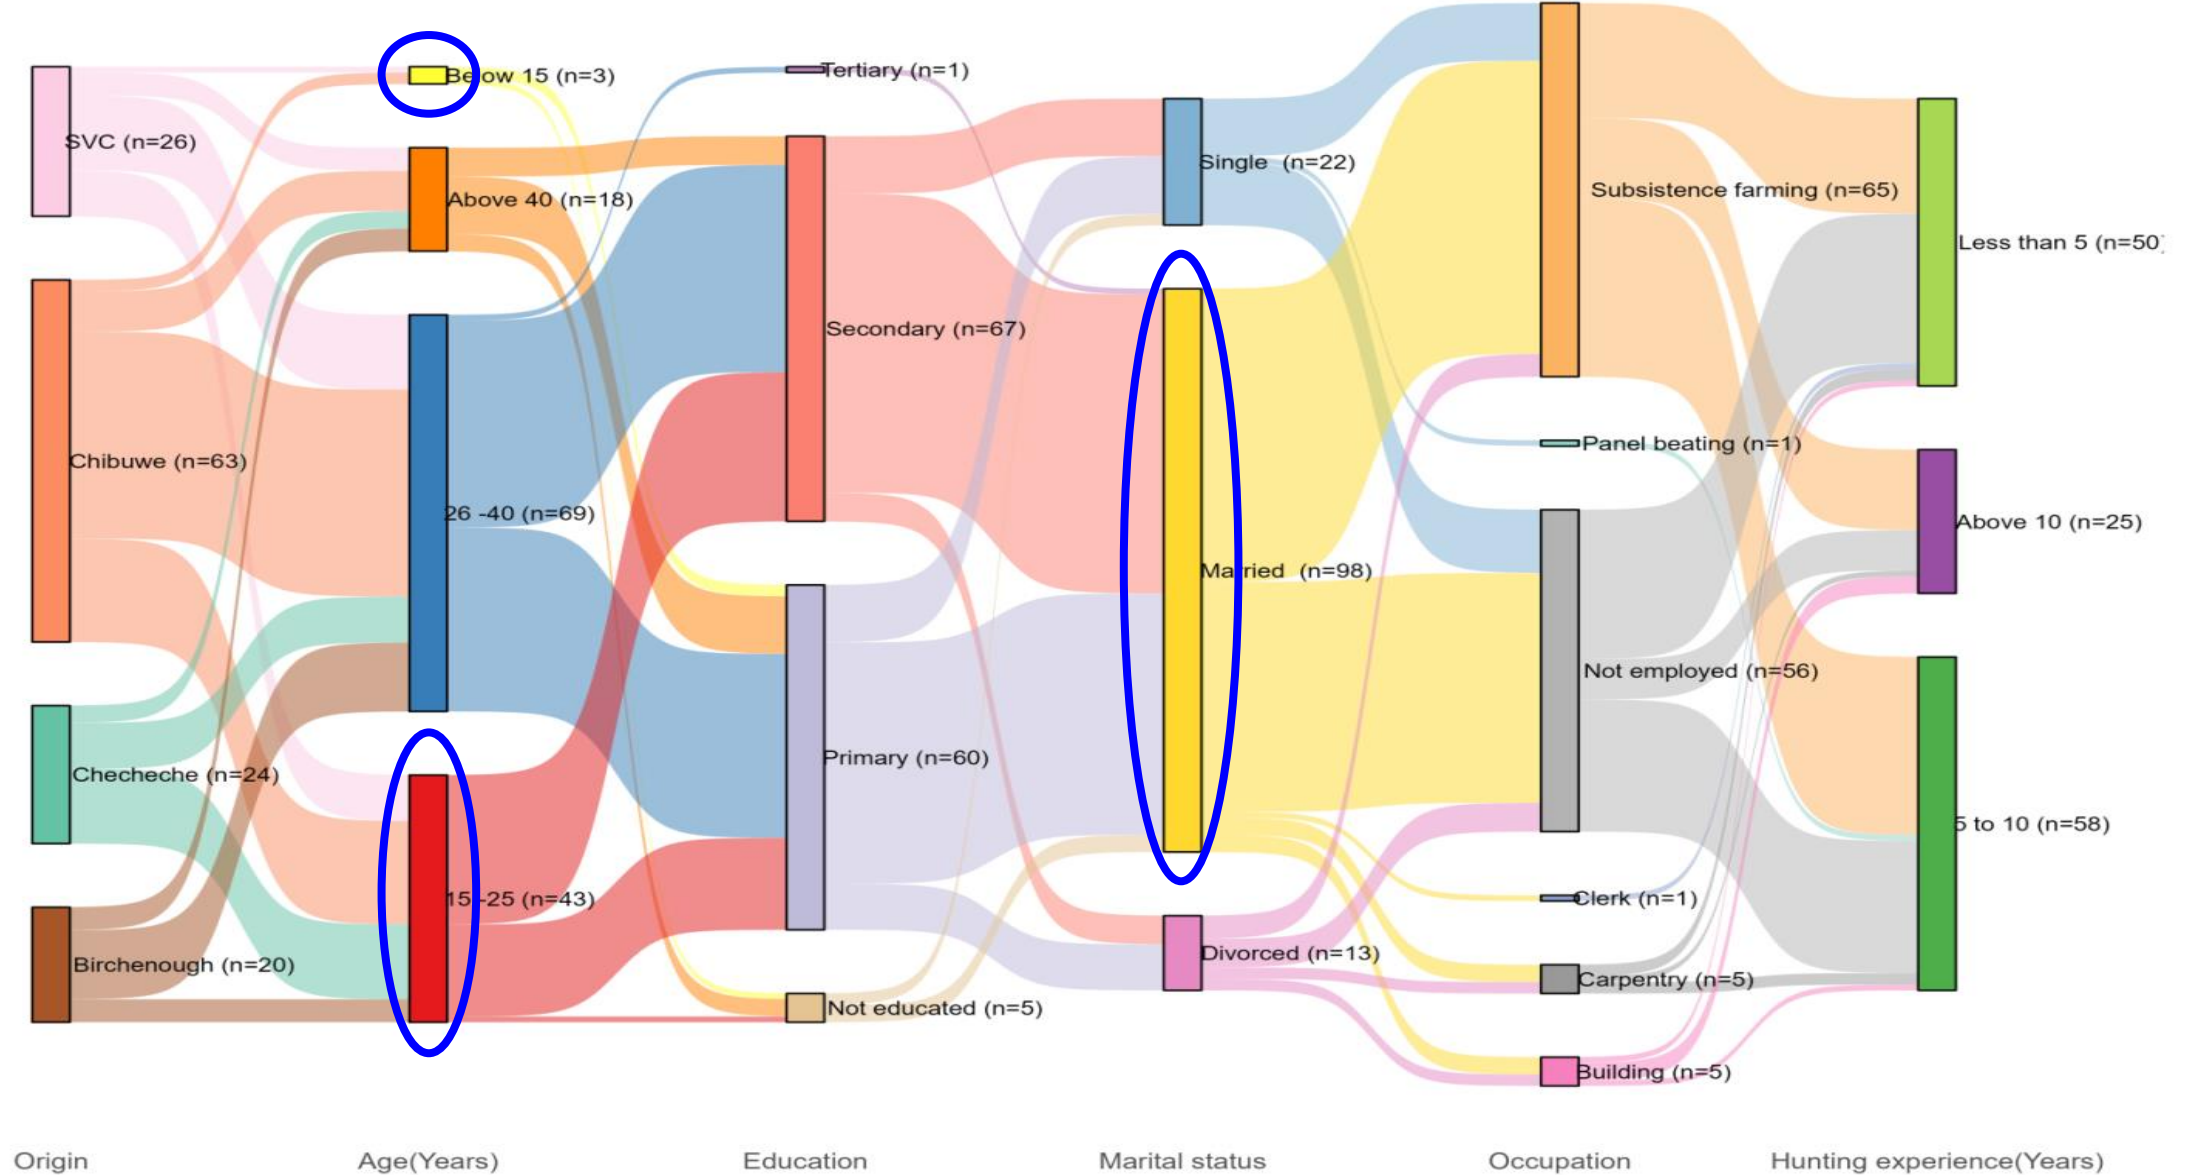 SVC (n=26)
Chibuwe (n=63)
Checheche (n=24)
Birchenough (n=20)
Below 15 (n=3)
Above 40 (n=18)
26 -40 (n=69)
15 -25 (n=43)
Tertiary (n=1)
Secondary (n=67)
Primary (n=60)
Not educated (n=5)
Single (n=22)
Married (n=98)
Divorced (n=13)
Subsistence farming (n=65)
Panel beating (n=1)
Not employed (n=56)
Clerk (n=1)
Carpentry (n=5)
Building (n=5)
Less than 5 (n=50)
Above 10 (n=25)
5 to 10 (n=58)
Origin
Age(Years)
Education
Marital status
Occupation
Hunting experience(Years)